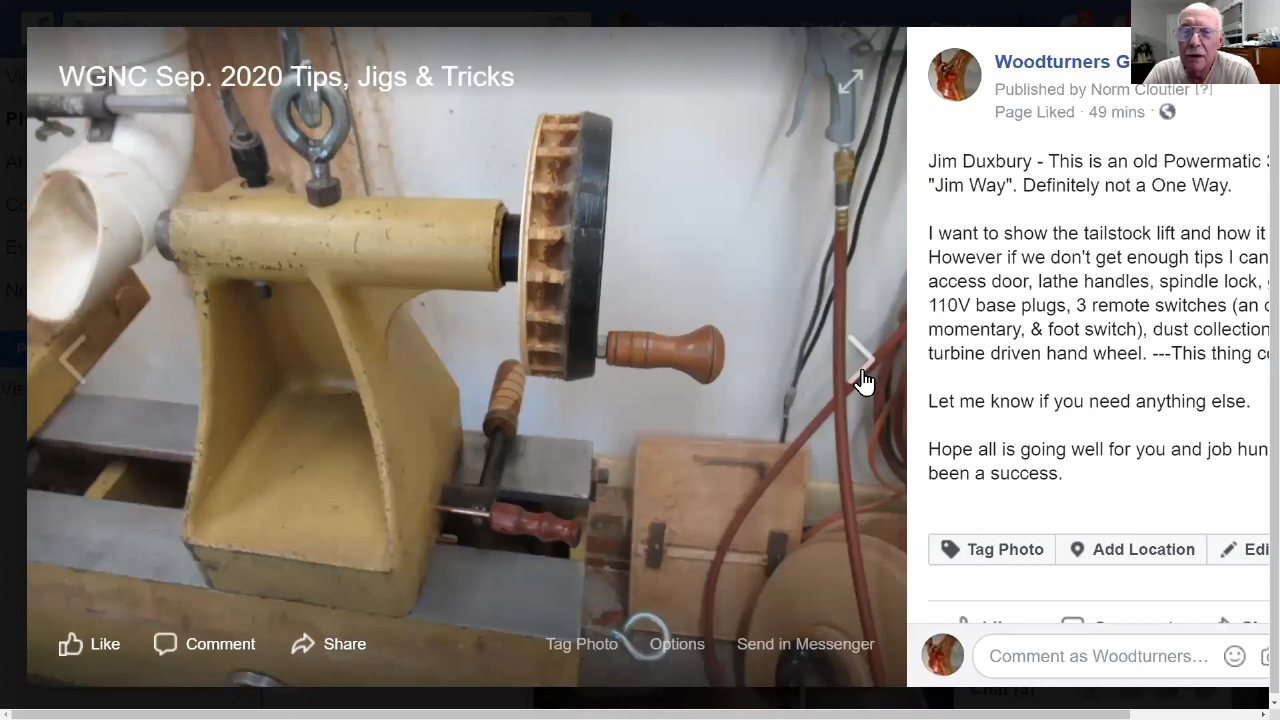 WGNC Sep. 2020 Tips, Jigs & Tricks
Woodturners G
Published by Norm Cloutier [?]
Page Liked · 49 mins ·
Jim Duxbury - This is an old Powermatic
"Jim Way". Definitely not a One Way.
I want to show the tailstock lift and how it
However if we don't get enough tips I can
access door, lathe handles, spindle lock,
110V base plugs, 3 remote switches (an
momentary, & foot switch), dust collection
turbine driven hand wheel. ---This thing
Let me know if you need anything else.
Hope all is going well for you and job hun
been a success.
Tag Photo
Add Location
Edi
Like
Comment
Share
Tag Photo
Options
Send in Messenger
Comment as Woodturners...